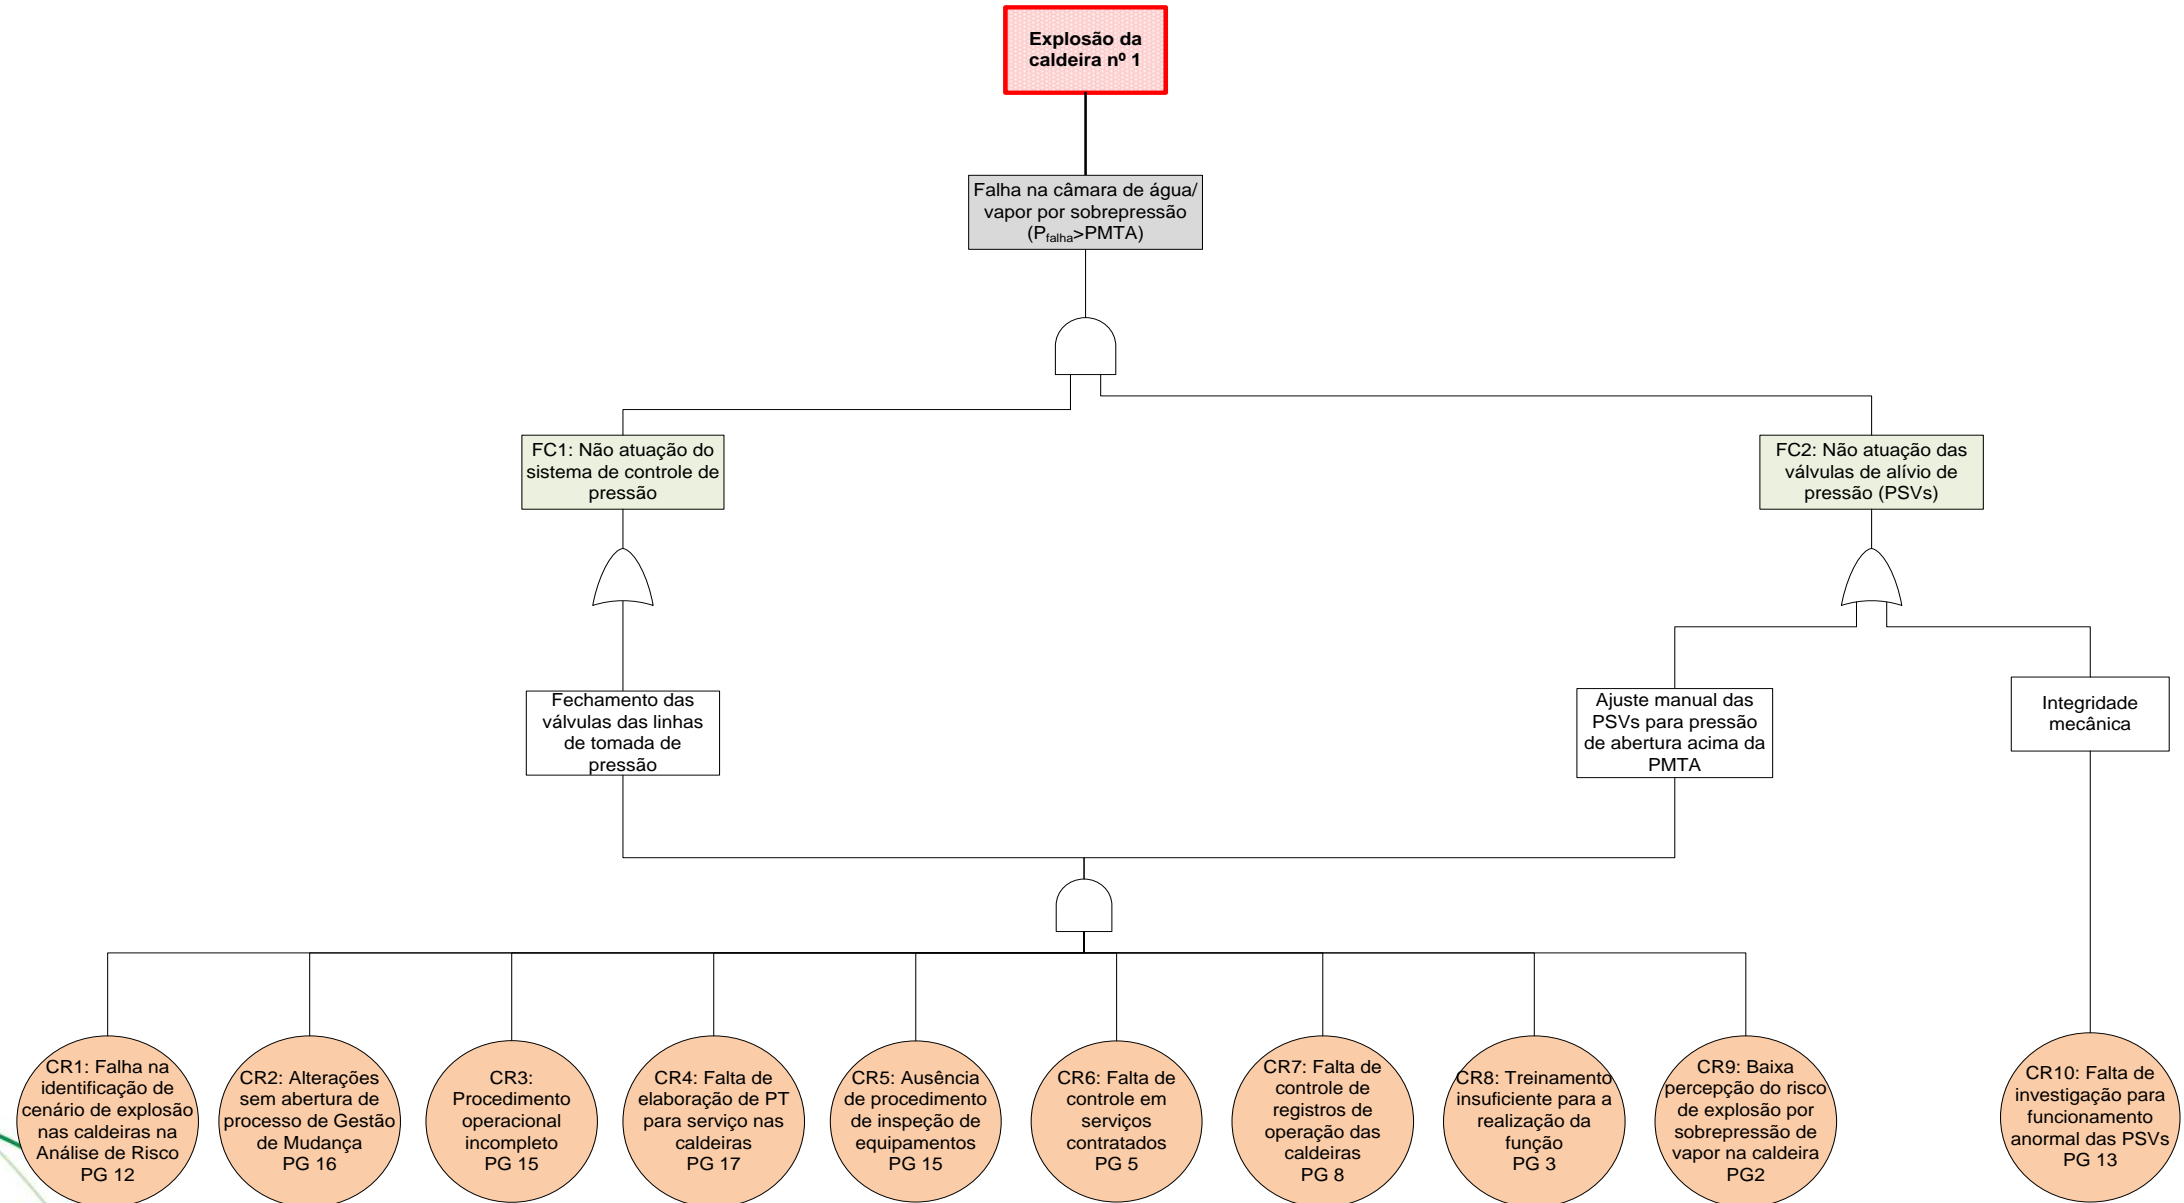 Explosão da
caldeira nº 1
Falha na câmara de água/
vapor por sobrepressão
(Pfalha>PMTA)
FC1: Não atuação do
sistema de controle de
pressão
FC2: Não atuação das
válvulas de alívio de
pressão (PSVs)
Fechamento das
válvulas das linhas
de tomada de
pressão
Ajuste manual das
PSVs para pressão
de abertura acima da
PMTA
Integridade
mecânica
CR1: Falha na
identificação de
cenário de explosão
nas caldeiras na
Análise de Risco
PG 12
CR2: Alterações
sem abertura de
processo de Gestão
de Mudança
PG 16
CR3:
Procedimento
operacional
incompleto
PG 15
CR4: Falta de
elaboração de PT
para serviço nas
caldeiras
PG 17
CR5: Ausência
de procedimento
de inspeção de
equipamentos
PG 15
CR6: Falta de
controle em
serviços
contratados
PG 5
CR7: Falta de
controle de
registros de
operação das
caldeiras
PG 8
CR8: Treinamento
insuficiente para a
realização da
função
PG 3
CR9: Baixa
percepção do risco
de explosão por
sobrepressão de
vapor na caldeira
PG2
CR10: Falta de
investigação para
funcionamento
anormal das PSVs
PG 13